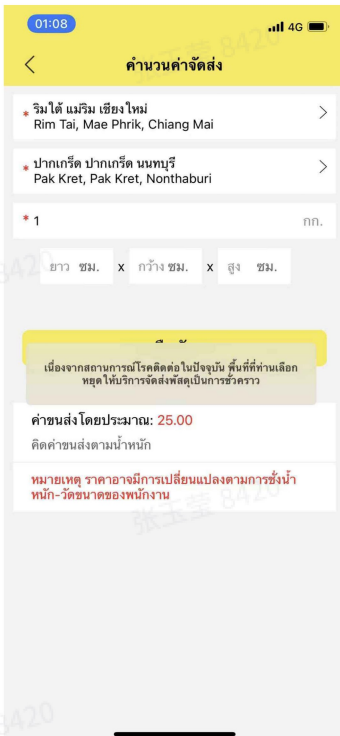 01:08
4G
คำนวนค่าจัดส่ง
* ริมใต้ แม่ริม เชียงใหม่
Rim Tai, Mae Phrik, Chiang Mai
* ปากเกร็ด ปากเกร็ด นนทบุรี
Pak Kret, Pak Kret, Nonthaburi
* 1 กก.
ยาว ซม. x กว้าง ซม. x สูง ซม.
เนื่องจากสถานการณ์โรคติดต่อในปัจจุบัน พื้นที่ที่ท่านเลือก
หยุดให้บริการจัดส่งพัสดุเป็นการชั่วคราว
ค่าขนส่งโดยประมาณ: 25.00
คิดค่าขนส่งตามน้ำหนัก
หมายเหตุ ราคาอาจมีการเปลี่ยนแปลงตามการชั่งน้ำ
หนัก-วัดขนาดของพนักงาน
张玉莹 8420